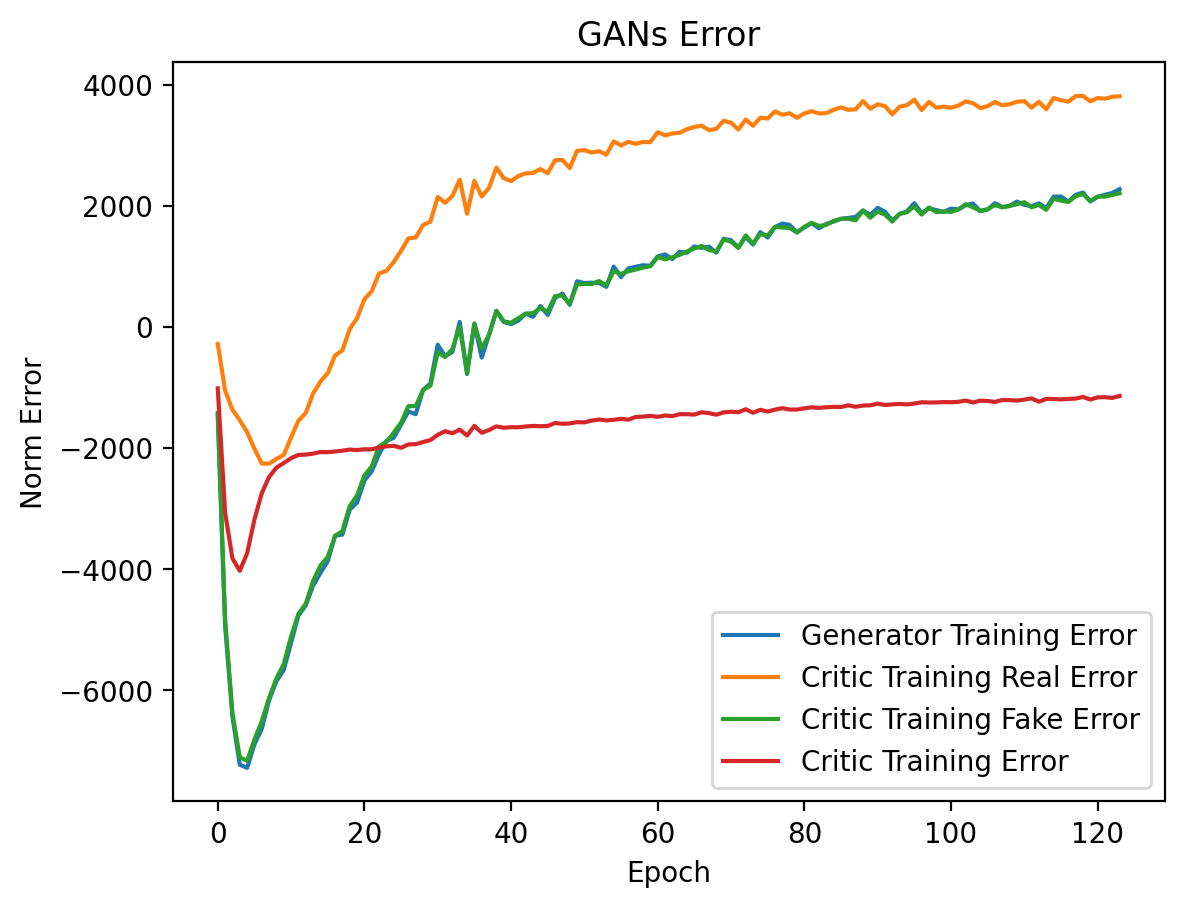 GANs Error
4000
2000
0
−2000
−4000
−6000
Norm Error
0 20 40 60 80 100 120
Epoch
Generator Training Error
Critic Training Real Error
Critic Training Fake Error
Critic Training Error